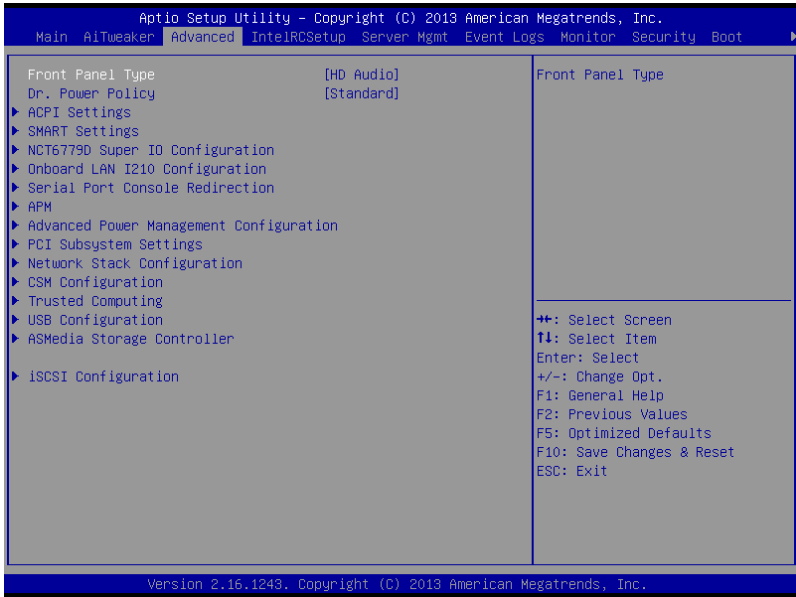 Aptio Setup Utility – Copyright (C) 2013 American Megatrends, Inc.
Main AiTweaker Advanced IntelRCSetup Server Mgmt Event Logs Monitor Security Boot ▶
Front Panel Type [HD Audio]
Dr. Power Policy [Standard]
▶ ACPI Settings
▶ SMART Settings
▶ NCT6779D Super IO Configuration
▶ Onboard LAN I210 Configuration
▶ Serial Port Console Redirection
▶ APM
▶ Advanced Power Management Configuration
▶ PCI Subsystem Settings
▶ Network Stack Configuration
▶ CSM Configuration
▶ Trusted Computing
▶ USB Configuration
▶ ASMedia Storage Controller
▶ iSCSI Configuration
Front Panel Type
→←: Select Screen
↑↓: Select Item
Enter: Select
+/-: Change Opt.
F1: General Help
F2: Previous Values
F5: Optimized Defaults
F10: Save Changes & Reset
ESC: Exit
Version 2.16.1243. Copyright (C) 2013 American Megatrends, Inc.